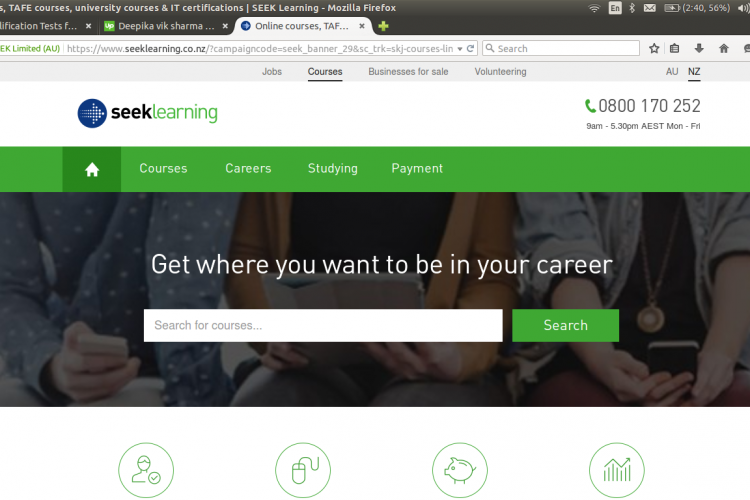 s, TAFE courses, university courses & IT certifications | SEEK Learning - Mozilla Firefox
En
(2:40, 56%)
lification Tests f...
up Deepika vik sharma ...
Online courses, TAF...
EEK Limited (AU)
https://www.seeklearning.co.nz/?campaigncode=seek_banner_29&sc_trk=skj-courses-lin
Search
Jobs Courses Businesses for sale Volunteering AU NZ
seeklearning
0800 170 252
9am - 5.30pm AEST Mon - Fri
Courses Careers Studying Payment
Get where you want to be in your career
Search for courses... Search